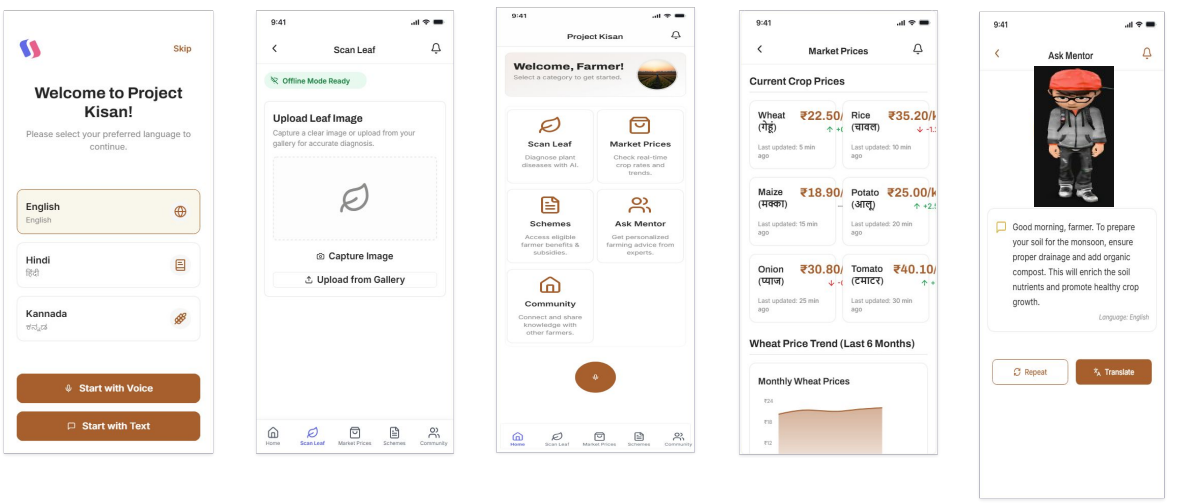 Skip
Welcome to Project
Kisan!
Please select your preferred language to
continue.
English
English
Hindi
हिंदी
Kannada
ಕನ್ನಡ
Start with Voice
Start with Text
9:41
Scan Leaf
Offline Mode Ready
Upload Leaf Image
Capture a clear image or upload from your
gallery for accurate diagnosis.
Capture Image
Upload from Gallery
Home
Scan Leaf
Market Prices
Schemes
Community
9:41
Project Kisan
Welcome, Farmer!
Select a category to get started.
Scan Leaf
Diagnose plant
diseases with AI.
Market Prices
Check real-time
crop rates and
trends.
Schemes
Access eligible
farmer benefits &
subsidies.
Ask Mentor
Get personalized
farming advice from
experts.
Community
Connect and share
knowledge with
other farmers.
Home
Scan Leaf
Market Prices
Schemes
Community
9:41
Market Prices
Current Crop Prices
Wheat ₹22.50/
(गेहूं)
Last updated: 5 min
ago
Rice ₹35.20/k
(चावल) -1.
Last updated: 10 min
ago
Maize ₹18.90/
(मक्का)
Last updated: 15 min
ago
Potato ₹25.00/k
(आलू) +2.
Last updated: 20 min
ago
Onion ₹30.80/
(प्याज)
Last updated: 25 min
ago
Tomato ₹40.10/
(टमाटर) +
Last updated: 30 min
ago
Wheat Price Trend (Last 6 Months)
Monthly Wheat Prices
₹24
₹18
₹12
9:41
Ask Mentor
Good morning, farmer. To prepare
your soil for the monsoon, ensure
proper drainage and add organic
compost. This will enrich the soil
nutrients and promote healthy crop
growth.
Language: English
Repeat
Translate